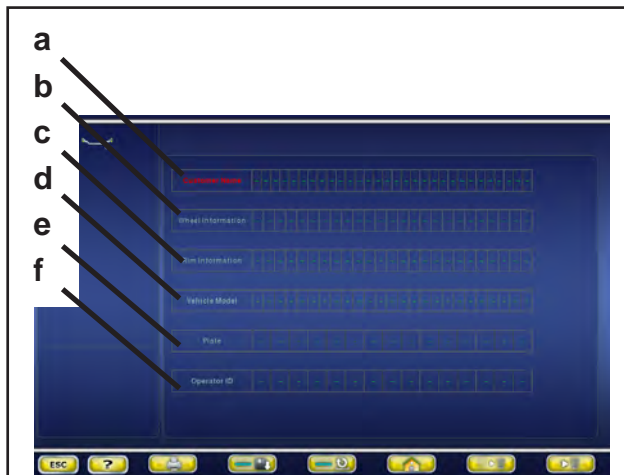 a
b
c
d
e
f
Customer Name
Wheel Information
Rim Information
Vehicle Model
Plate
Operator ID
ESC
?